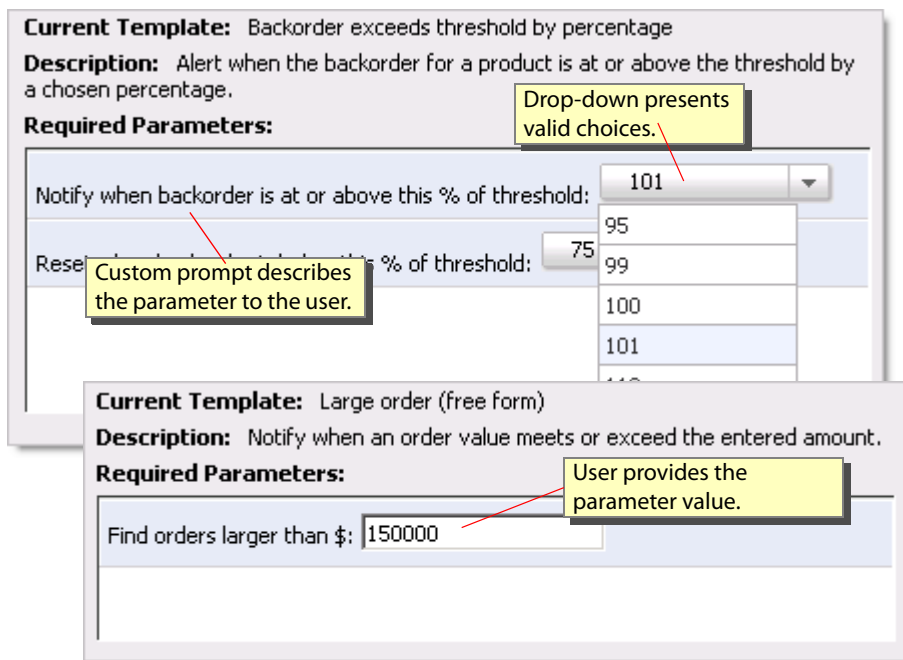 Current Template: Backorder exceeds threshold by percentage
Description: Alert when the backorder for a product is at or above the threshold by
a chosen percentage.
Required Parameters:
Drop-down presents
valid choices.
Notify when backorder is at or above this % of threshold: 101
95
99
100
101
% of threshold: 75
Custom prompt describes
the parameter to the user.
Current Template: Large order (free form)
Description: Notify when an order value meets or exceed the entered amount.
Required Parameters:
User provides the
parameter value.
Find orders larger than $: 150000